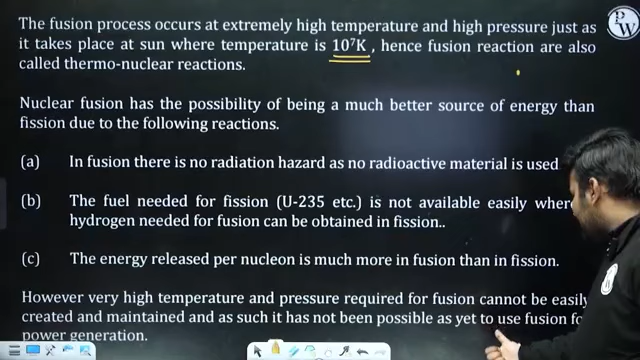 The fusion process occurs at extremely high temperature and high pressure just as
it takes place at sun where temperature is 10⁷K , hence fusion reaction are also
called thermo-nuclear reactions.
Nuclear fusion has the possibility of being a much better source of energy than
fission due to the following reactions.
(a) In fusion there is no radiation hazard as no radioactive material is used
(b) The fuel needed for fission (U-235 etc.) is not available easily where
hydrogen needed for fusion can be obtained in fission..
(c) The energy released per nucleon is much more in fusion than in fission.
However very high temperature and pressure required for fusion cannot be easily
created and maintained and as such it has not been possible as yet to use fusion
power generation.
P
W